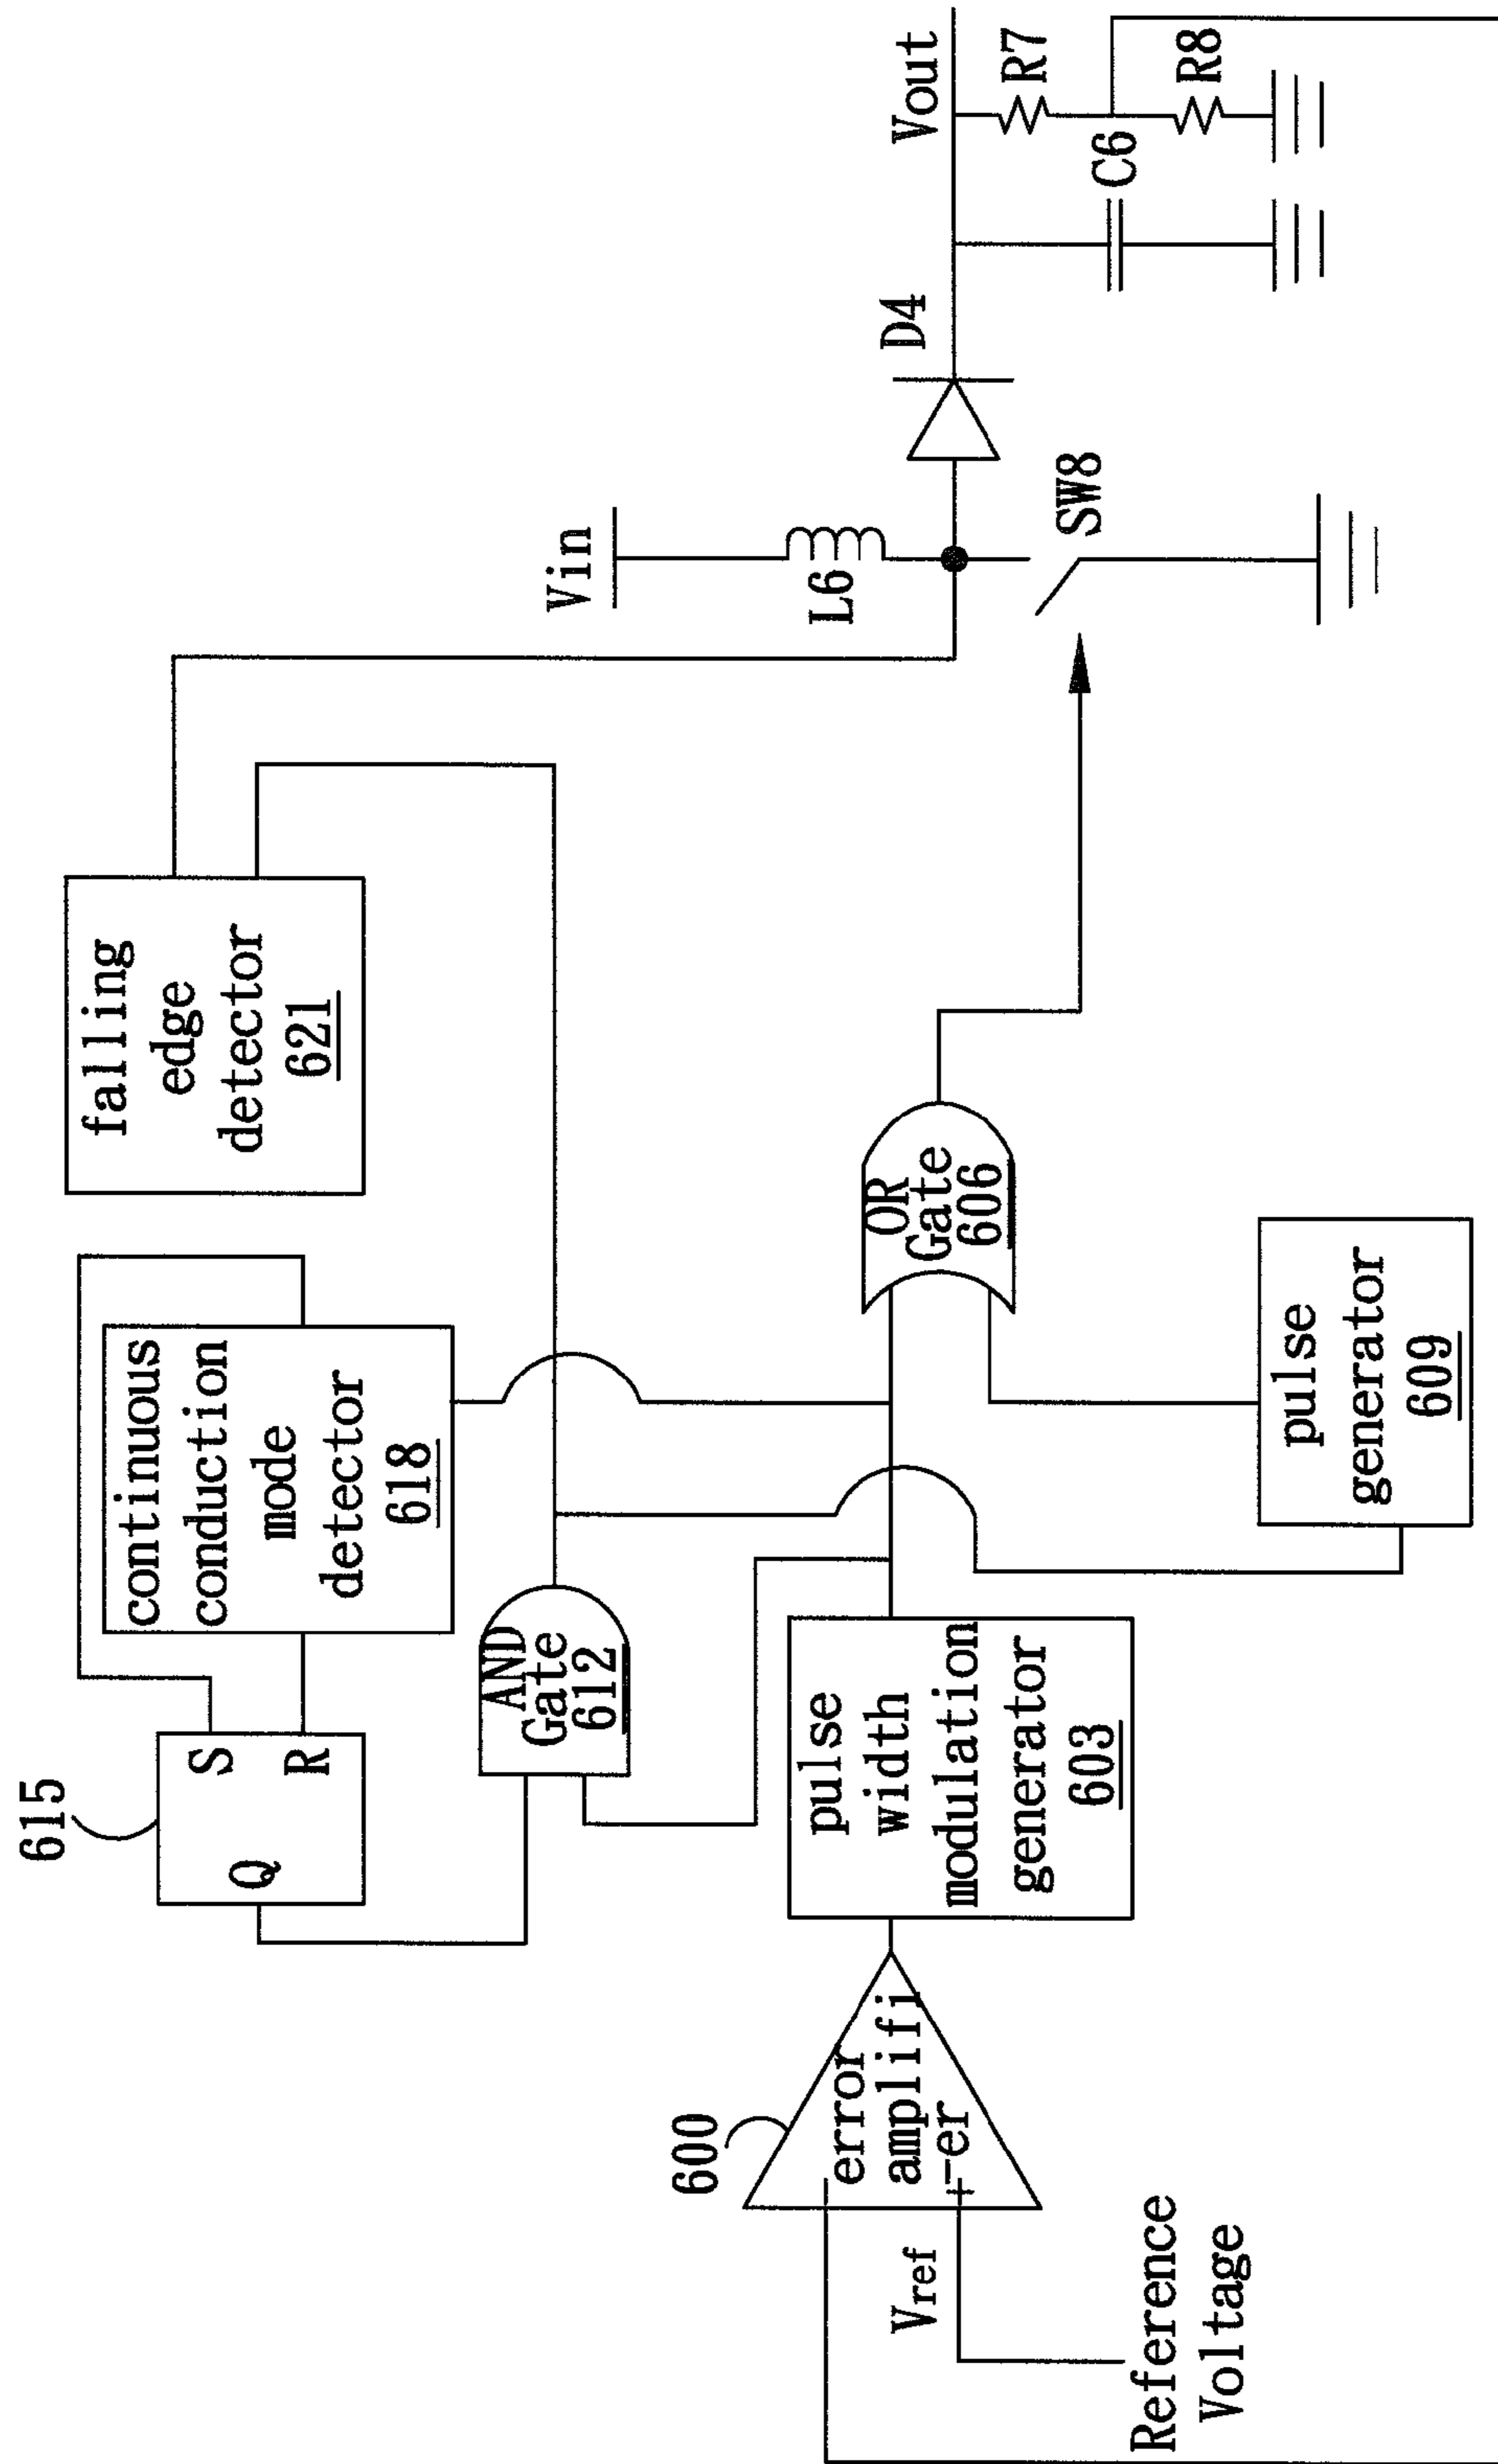 615
Q
S
R
continuous
conduction
mode
detector
618
falling
edge
detector
621
AND
Gate
612
Vin
L6
D4
Vout
R7
R8
C6
SW8
600
error
amplifi
-er
−
+
Vref
Reference
Voltage
pulse
width
modulation
generator
603
OR
Gate
606
pulse
generator
609